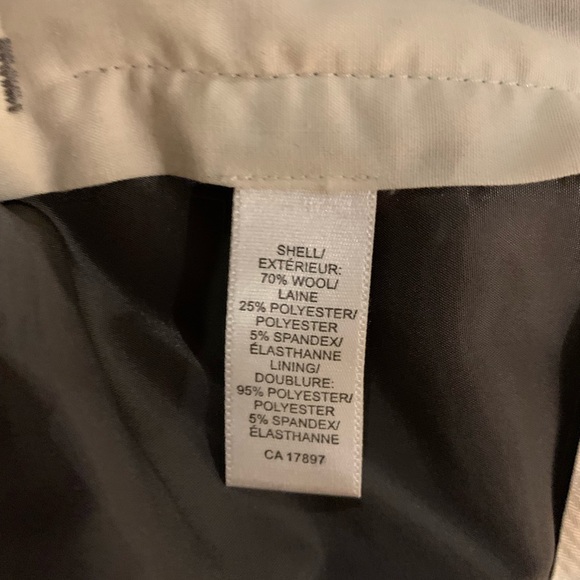 SHELL/
EXTÉRIEUR:
70% WOOL/
LAINE
25% POLYESTER/
POLYESTER
5% SPANDEX/
ÉLASTHANNE
LINING/
DOUBLURE:
95% POLYESTER/
POLYESTER
5% SPANDEX/
ÉLASTHANNE
CA 17897